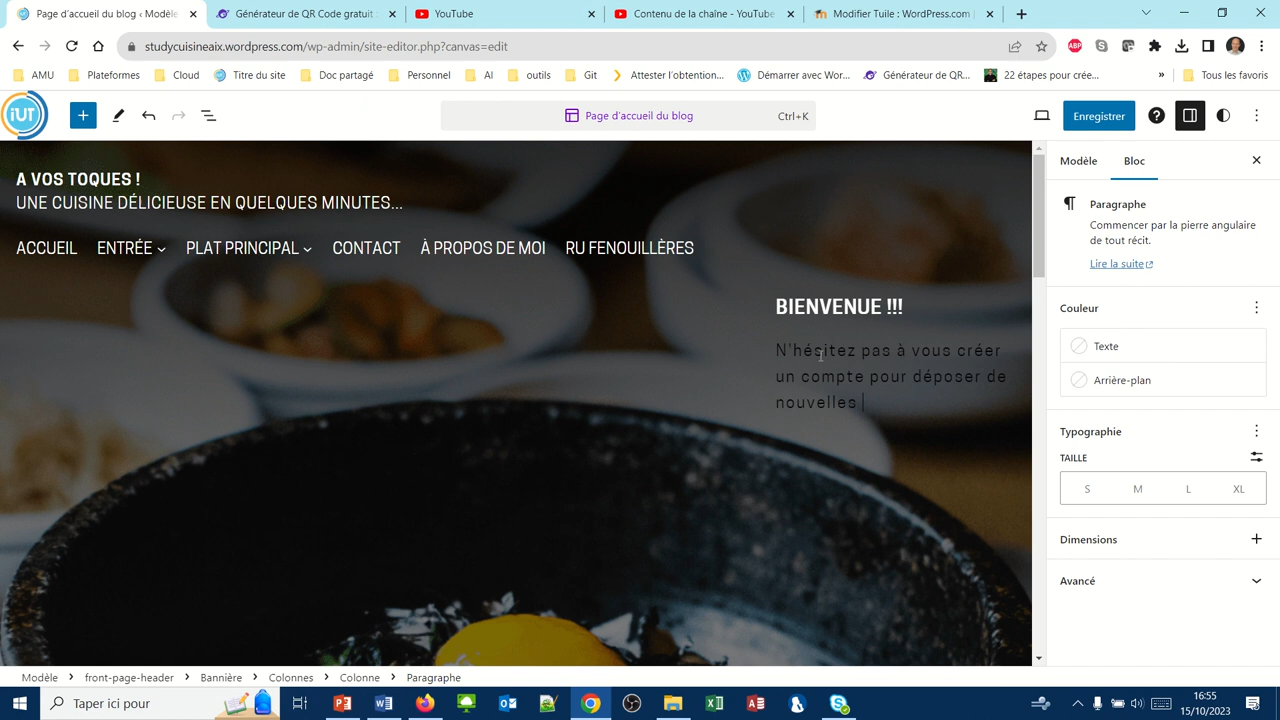 Page d'accueil du blog ‹ Modèle
Générateur de QR Code gratuit :
YouTube
Contenu de la chaîne - YouTube
Modifier Tuile : WordPress.com |
studycuisineaix.wordpress.com/wp-admin/site-editor.php?canvas=edit
ABP
AMU
Plateformes
Cloud
Titre du site
Doc partagé
Personnel
AI
outils
Git
Attester l'obtention...
Démarrer avec Wor...
Générateur de QR...
22 étapes pour crée...
»
Tous les favoris
iUT
Page d'accueil du blog
Ctrl+K
Enregistrer
A VOS TOQUES !
UNE CUISINE DÉLICIEUSE EN QUELQUES MINUTES...
ACCUEIL ENTRÉE PLAT PRINCIPAL CONTACT À PROPOS DE MOI RU FENOUILLÈRES
BIENVENUE !!!
N'hésitez pas à vous créer
un compte pour déposer de
nouvelles
Modèle
Bloc
Paragraphe
Commencer par la pierre angulaire
de tout récit.
Lire la suite
Couleur
Texte
Arrière-plan
Typographie
TAILLE
S M L XL
Dimensions
Avancé
Modèle > front-page-header > Bannière > Colonnes > Colonne > Paragraphe
Taper ici pour
16:55
15/10/2023